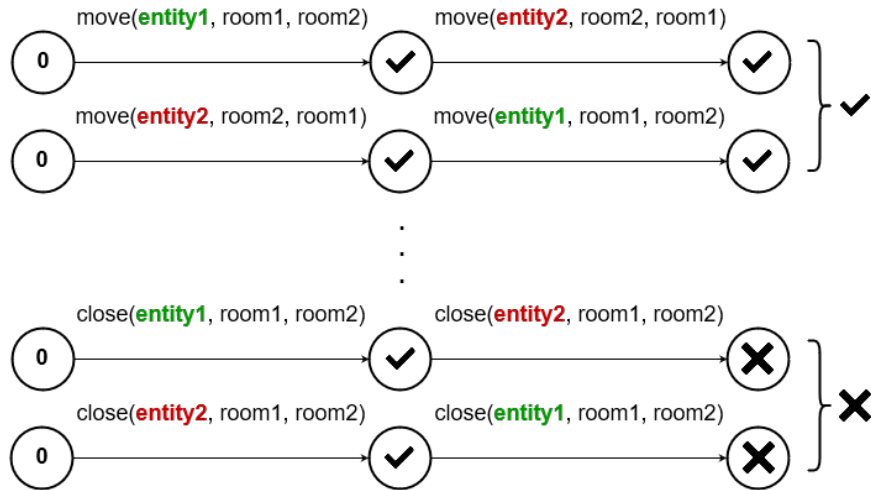 move(entity1, room1, room2) move(entity2, room2, room1)
0
move(entity2, room2, room1) move(entity1, room1, room2)
0
.
.
.
close(entity1, room1, room2) close(entity2, room1, room2)
0
close(entity2, room1, room2) close(entity1, room1, room2)
0